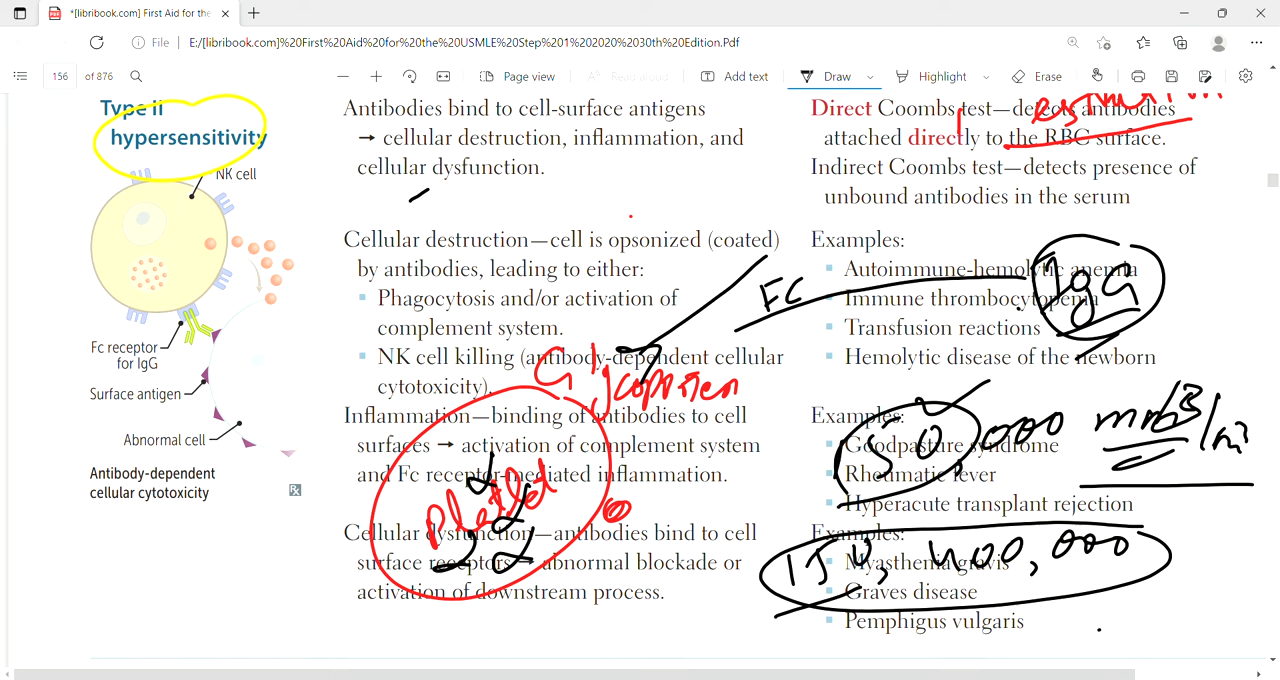 *[libribook.com] First Aid for the
File E:/[libribook.com]%20First%20Aid%20for%20the%20USMLE%20Step%201%202020%2030th%20Edition.Pdf
156 of 876 Page view Read aloud Add text Draw Highlight Erase
Type II
hypersensitivity
NK cell
Fc receptor
for IgG
Surface antigen
Abnormal cell
Antibody-dependent
cellular cytotoxicity
Rx
Antibodies bind to cell-surface antigens
→ cellular destruction, inflammation, and
cellular dysfunction.
Cellular destruction—cell is opsonized (coated)
by antibodies, leading to either:
Phagocytosis and/or activation of
complement system.
NK cell killing (antibody-dependent cellular
cytotoxicity).
Inflammation—binding of antibodies to cell
surfaces → activation of complement system
and Fc receptor-mediated inflammation.
Cellular dysfunction—antibodies bind to cell
surface receptors → abnormal blockade or
activation of downstream process.
Direct Coombs test—detects antibodies
attached directly to the RBC surface.
Indirect Coombs test—detects presence of
unbound antibodies in the serum
Examples:
Autoimmune-hemolytic anemia
Immune thrombocytopenia
Transfusion reactions
Hemolytic disease of the newborn
Examples:
Goodpasture syndrome
Rheumatic fever
Hyperacute transplant rejection
Examples:
Myasthenia gravis
Graves disease
Pemphigus vulgaris
FC
IgG
Platelet
50,000